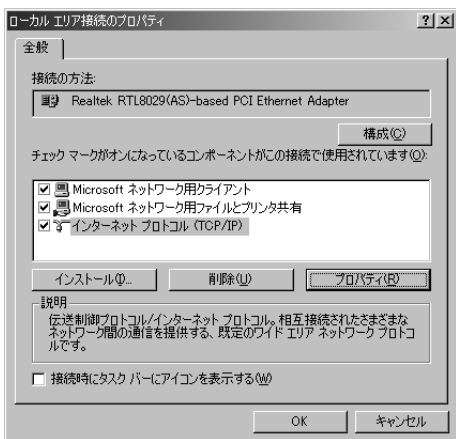 ローカル エリア接続のプロパティ
全般
接続の方法:
Realtek RTL8029(AS)-based PCI Ethernet Adapter
構成(C)
チェック マークがオンになっているコンポーネントがこの接続で使用されています(O):
Microsoft ネットワーク用クライアント
Microsoft ネットワーク用ファイルとプリンタ共有
インターネット プロトコル (TCP/IP)
インストール(I)... 削除(U) プロパティ(R)
説明
伝送制御プロトコル/インターネット プロトコル。相互接続されたさまざまな
ネットワーク間の通信を提供する、既定のワイド エリア ネットワーク プロトコ
ルです。
接続時にタスク バーにアイコンを表示する(W)
OK キャンセル